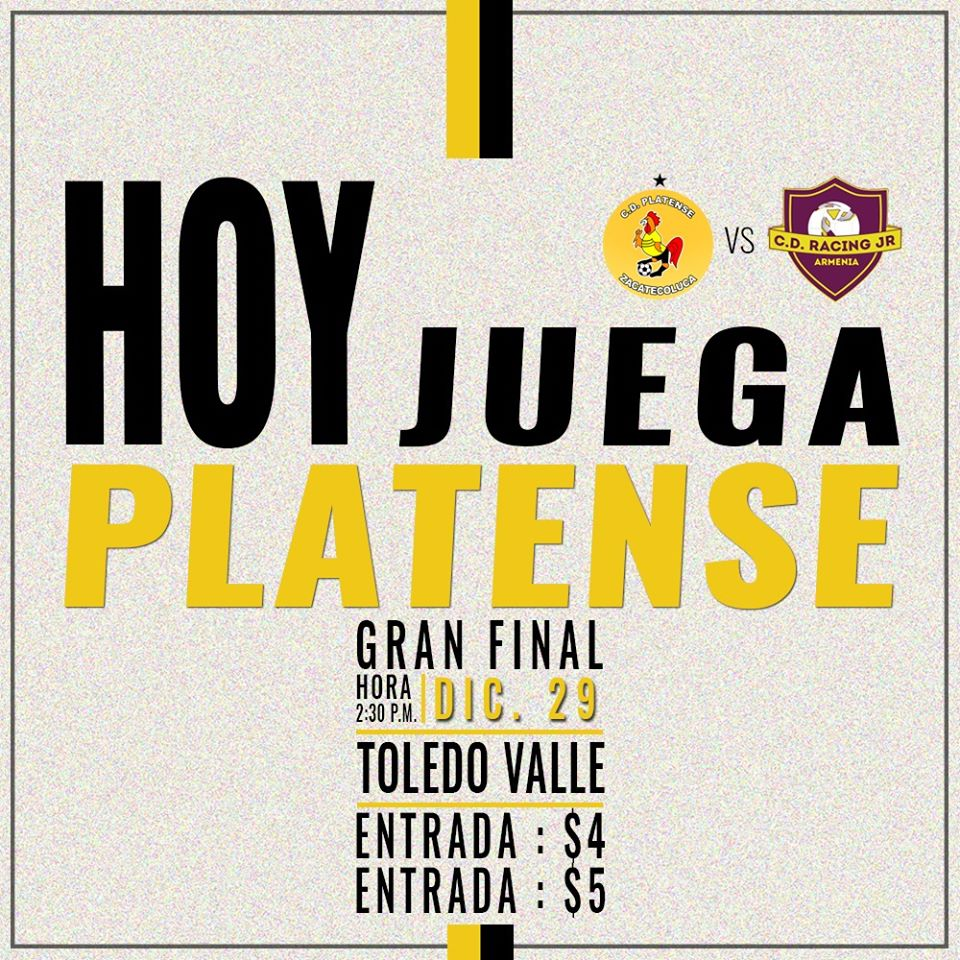 HOY JUEGA
PLATENSE
C.D. PLATENSE
ZACATECOLUCA
VS
C.D. RACING JR
ARMENIA
GRAN FINAL
HORA
2:30 P.M.
DIC. 29
TOLEDO VALLE
ENTRADA : $4
ENTRADA : $5